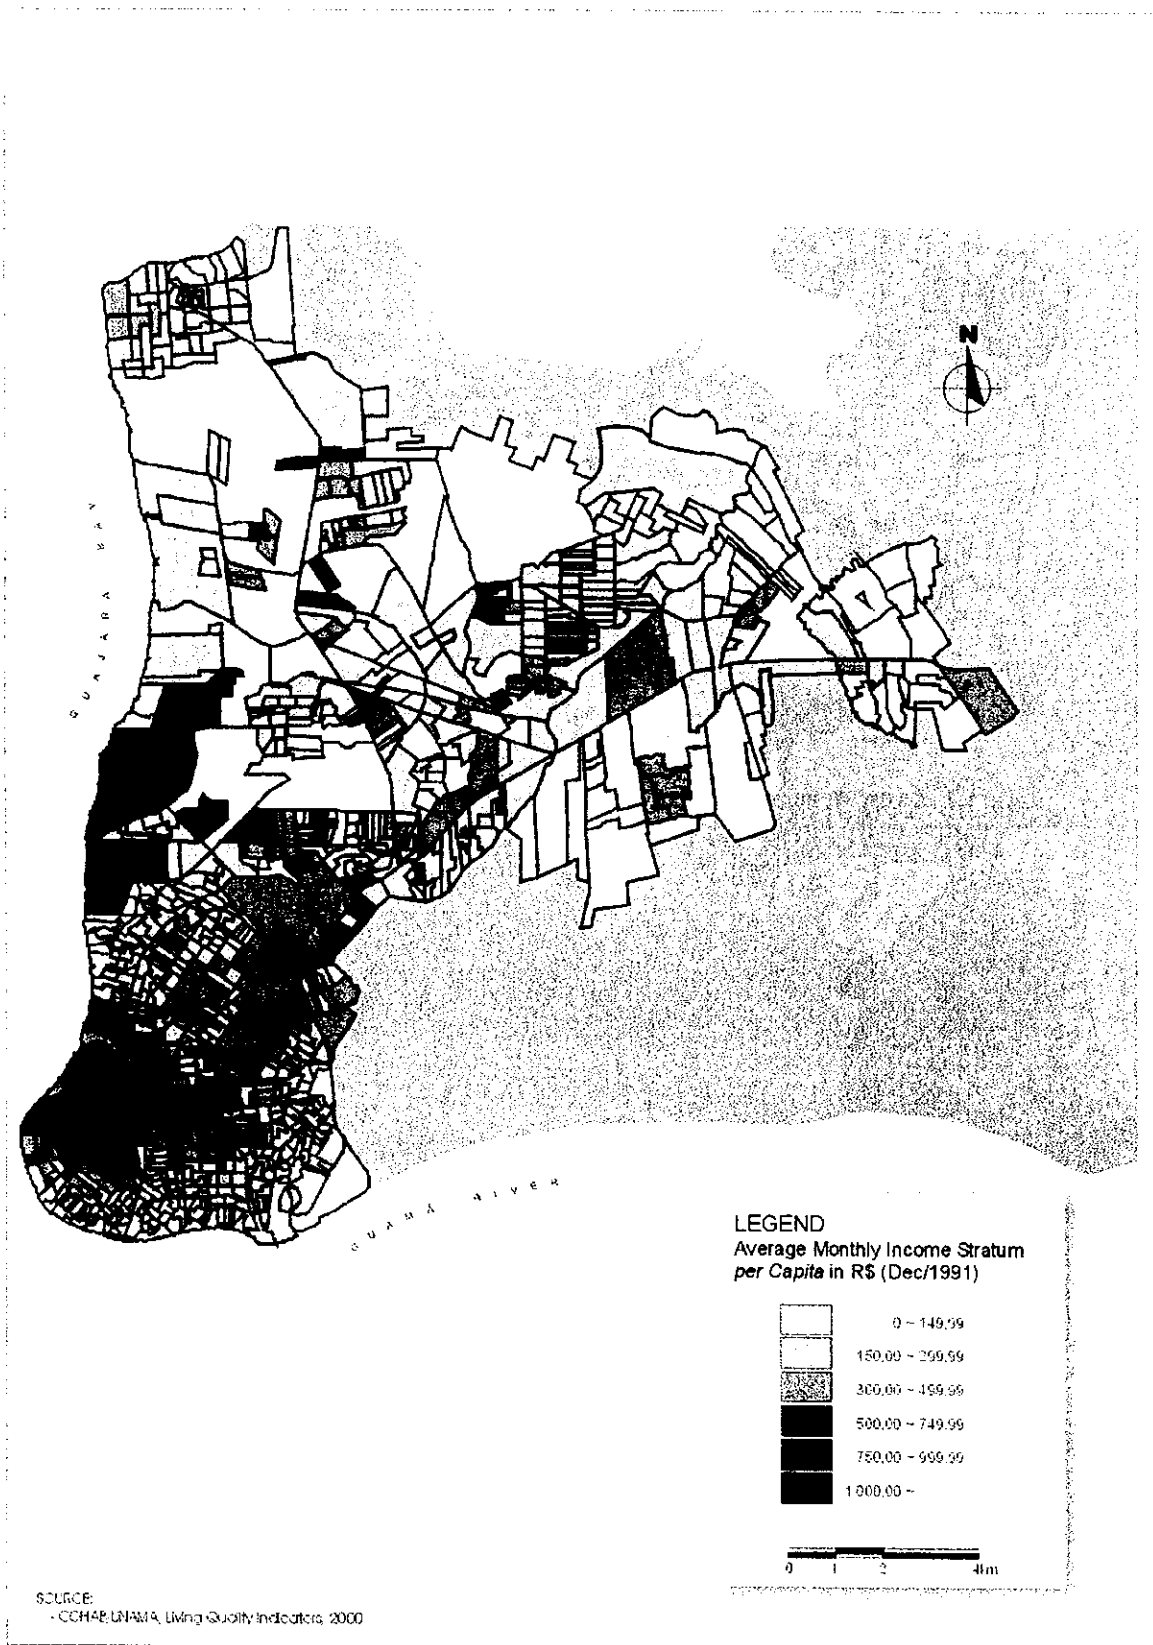 N
GUAJARA BAY
GUAMÁ RIVER
LEGEND
Average Monthly Income Stratum
per Capita in R$ (Dec/1991)
0 ~ 149,99
150,00 ~ 299,99
300,00 ~ 499,99
500,00 ~ 749,99
750,00 ~ 999,99
1 000,00 ~
0 1 2 4km
SOURCE:
- COHAB, UNAMA, Living Quality Indicators, 2000